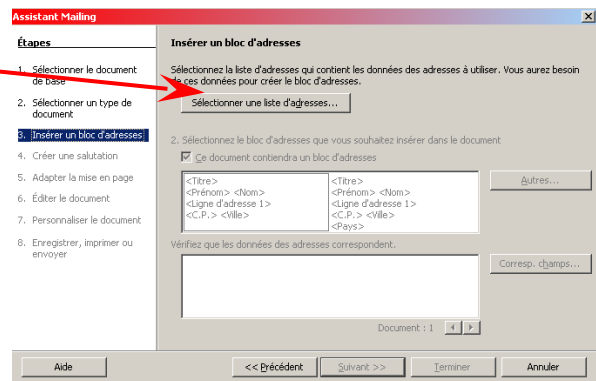 Assistant Mailing
Étapes
1. Sélectionner le document
de base
2. Sélectionner un type de
document
3. Insérer un bloc d'adresses
4. Créer une salutation
5. Adapter la mise en page
6. Éditer le document
7. Personnaliser le document
8. Enregistrer, imprimer ou
envoyer
Insérer un bloc d'adresses
Sélectionnez la liste d'adresses qui contient les données des adresses à utiliser. Vous aurez besoin
de ces données pour créer le bloc d'adresses.
Sélectionner une liste d'adresses...
2. Sélectionnez le bloc d'adresses que vous souhaitez insérer dans le document
Ce document contiendra un bloc d'adresses
<Titre>
<Prénom> <Nom>
<Ligne d'adresse 1>
<C.P.> <Ville>
<Titre>
<Prénom> <Nom>
<Ligne d'adresse 1>
<C.P.> <Ville>
<Pays>
Autres...
Vérifiez que les données des adresses correspondent.
Corresp. champs...
Document : 1
Aide
<< Précédent
Suivant >>
Terminer
Annuler